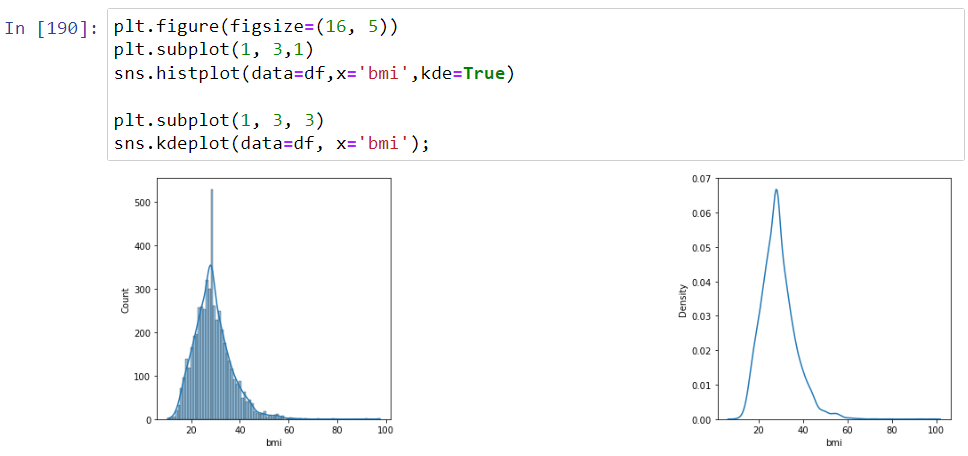 In [190]:
plt.figure(figsize=(16, 5))
plt.subplot(1, 3,1)
sns.histplot(data=df,x='bmi',kde=True)
plt.subplot(1, 3, 3)
sns.kdeplot(data=df, x='bmi');
500
400
300
200
100
0
Count
20 40 60 80 100
bmi
0.07
0.06
0.05
0.04
0.03
0.02
0.01
0.00
Density
20 40 60 80 100
bmi